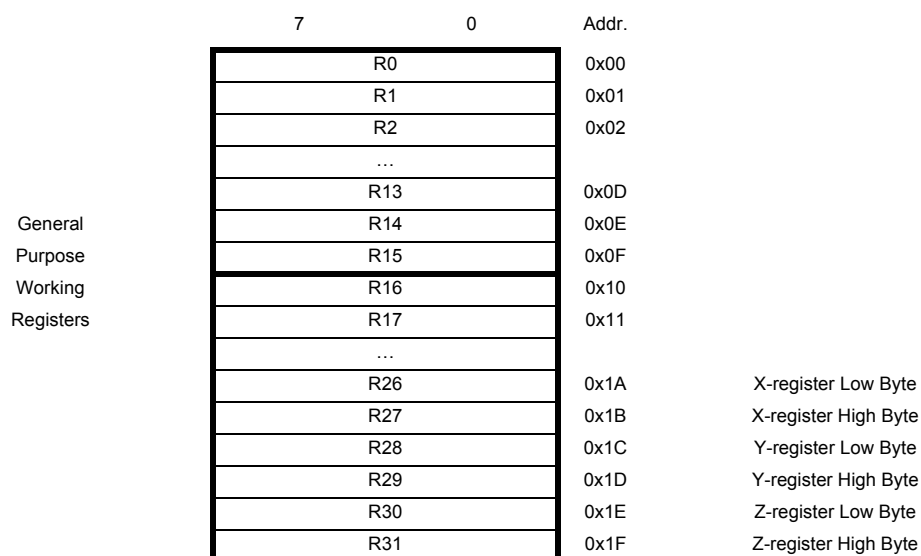 7 0 Addr.
R0 0x00
R1 0x01
R2 0x02
…
R13 0x0D
General R14 0x0E
Purpose R15 0x0F
Working R16 0x10
Registers R17 0x11
…
R26 0x1A X-register Low Byte
R27 0x1B X-register High Byte
R28 0x1C Y-register Low Byte
R29 0x1D Y-register High Byte
R30 0x1E Z-register Low Byte
R31 0x1F Z-register High Byte